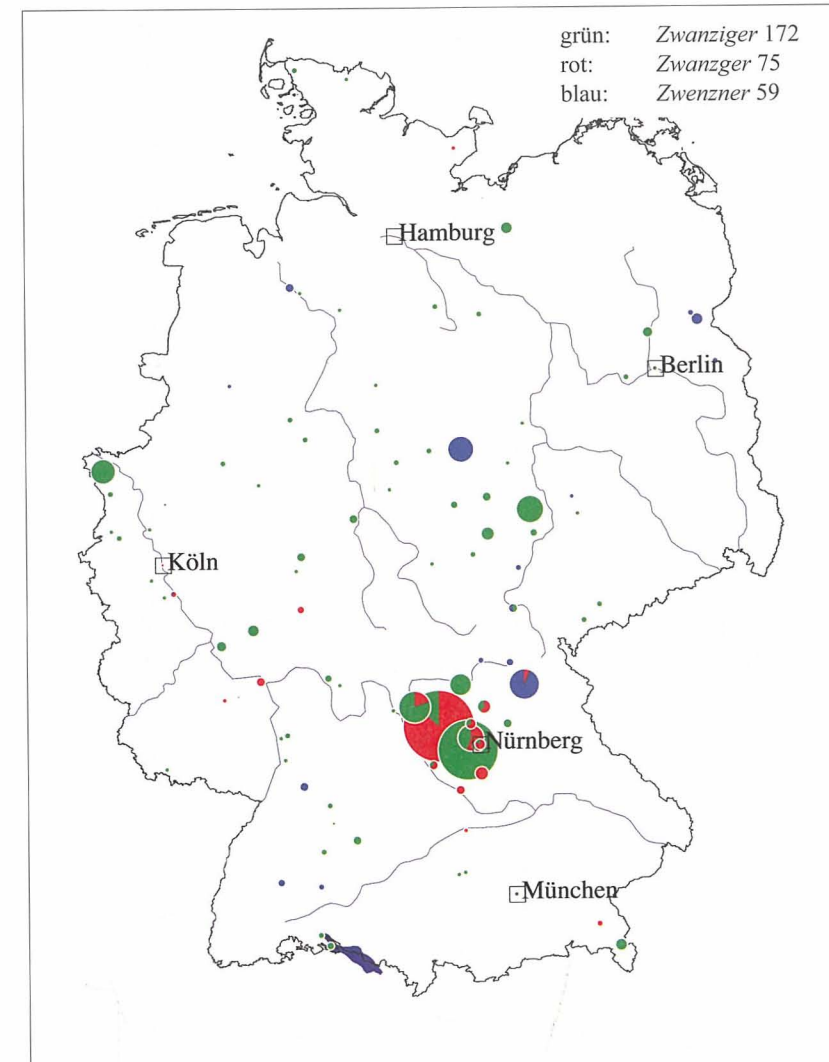 grün: Zwanziger 172
rot: Zwanzger 75
blau: Zwenzner 59
Hamburg
Berlin
Köln
Nürnberg
München